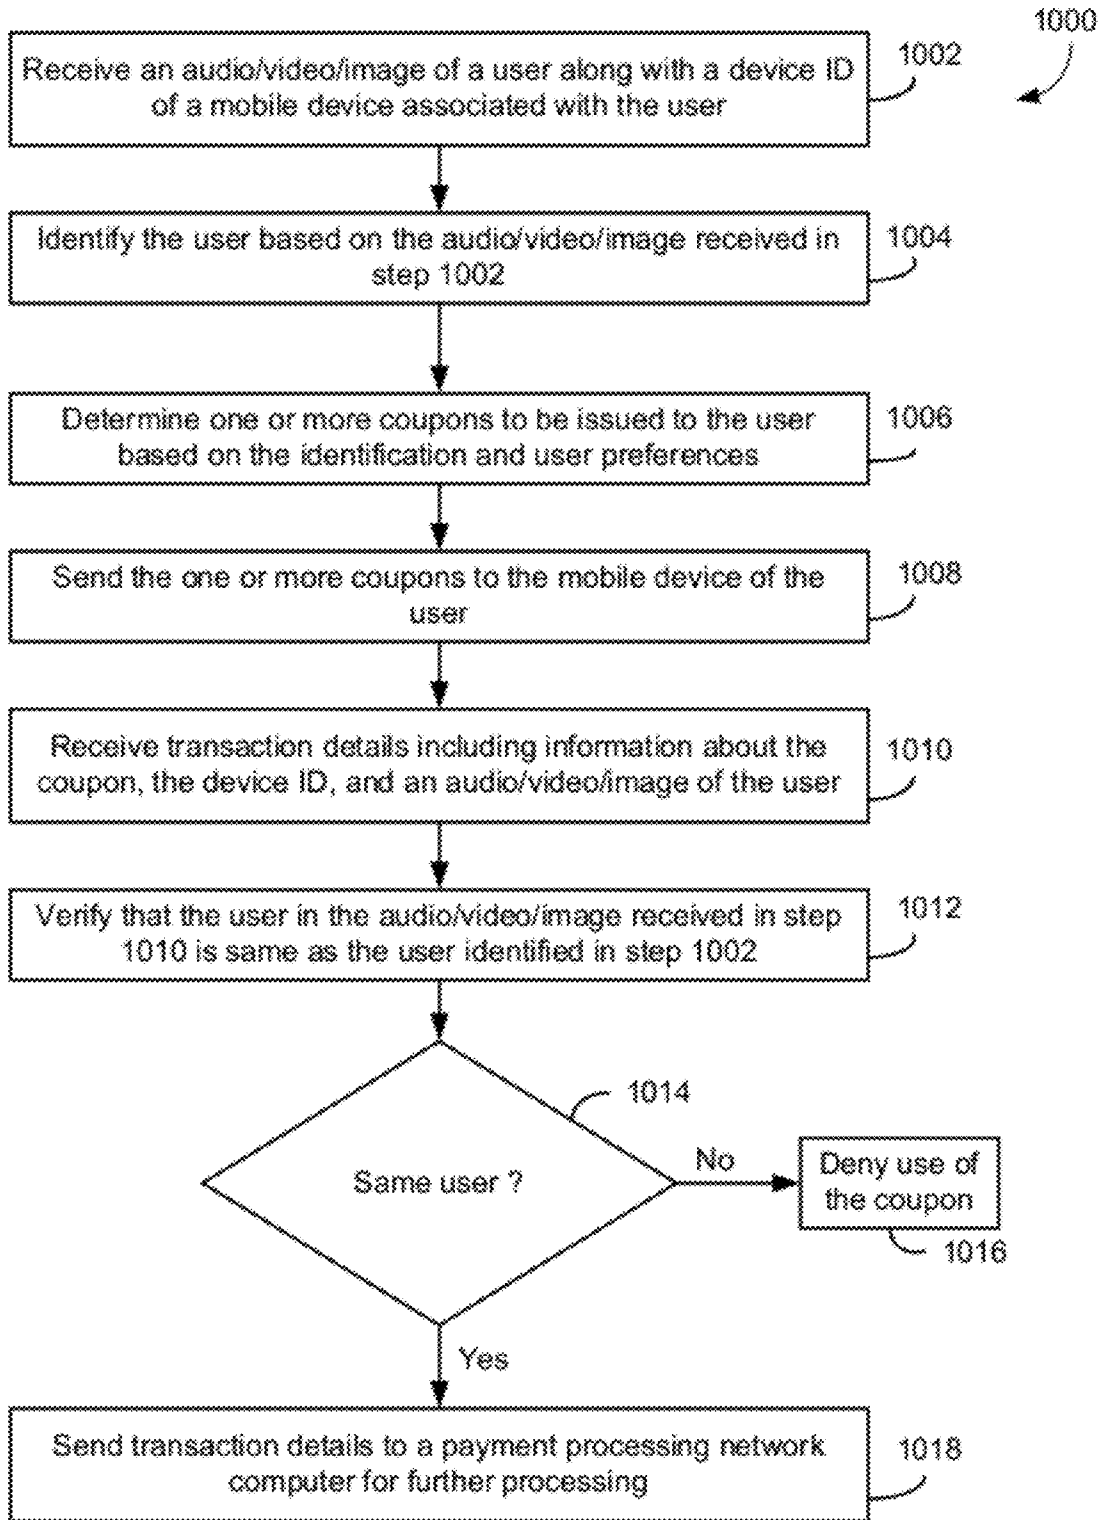 1000
Receive an audio/video/image of a user along with a device ID
of a mobile device associated with the user
1002
Identify the user based on the audio/video/image received in
step 1002
1004
Determine one or more coupons to be issued to the user
based on the identification and user preferences
1006
Send the one or more coupons to the mobile device of the
user
1008
Receive transaction details including information about the
coupon, the device ID, and an audio/video/image of the user
1010
Verify that the user in the audio/video/image received in step
1010 is same as the user identified in step 1002
1012
1014
Same user ?
No
Deny use of
the coupon
1016
Yes
Send transaction details to a payment processing network
computer for further processing
1018